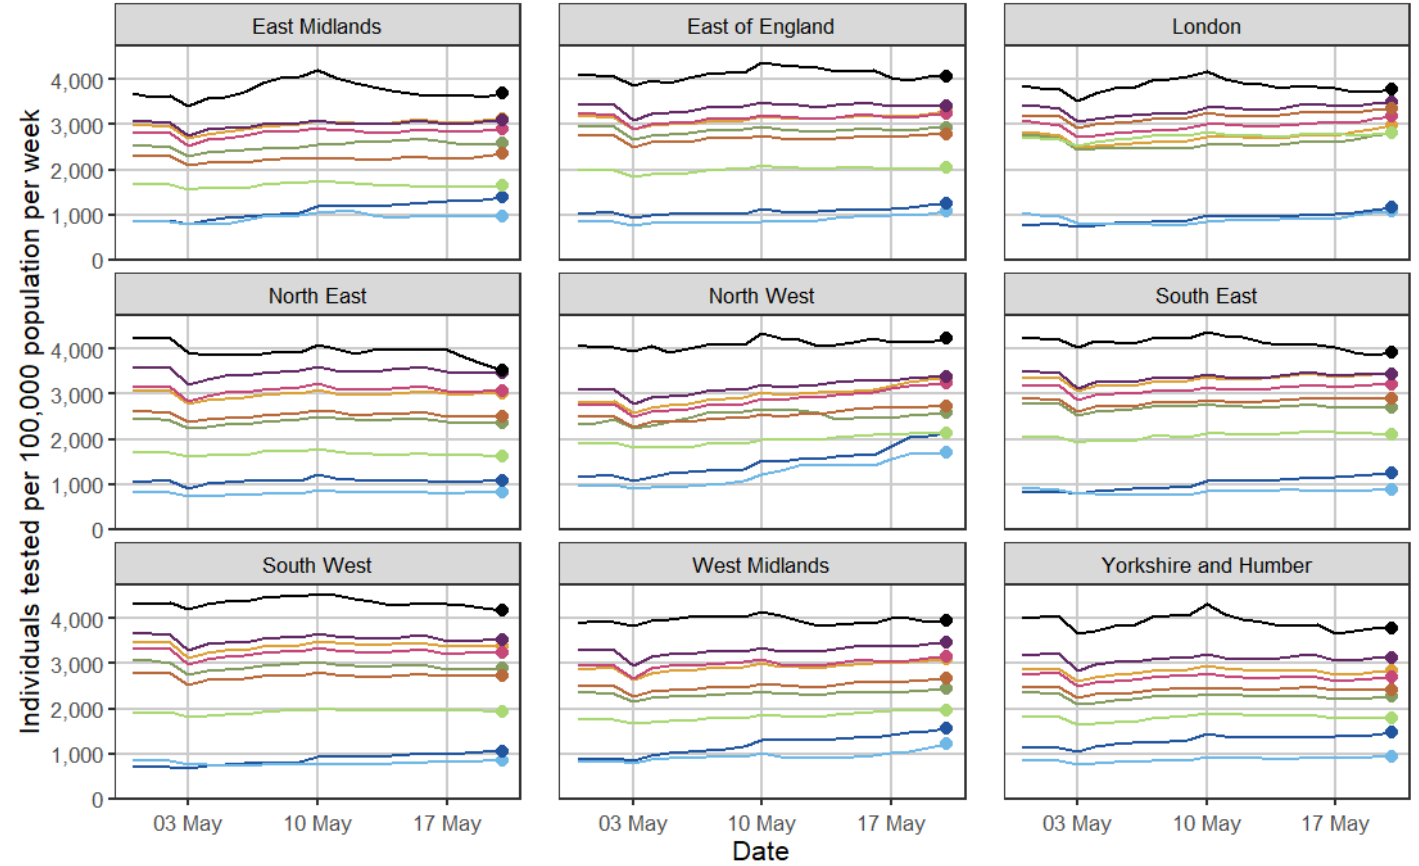 Individuals tested per 100,000 population per week
East Midlands
East of England
London
4,000
3,000
2,000
1,000
0
North East
North West
South East
4,000
3,000
2,000
1,000
0
South West
West Midlands
Yorkshire and Humber
4,000
3,000
2,000
1,000
0
03 May
10 May
17 May
03 May
10 May
17 May
03 May
10 May
17 May
Date